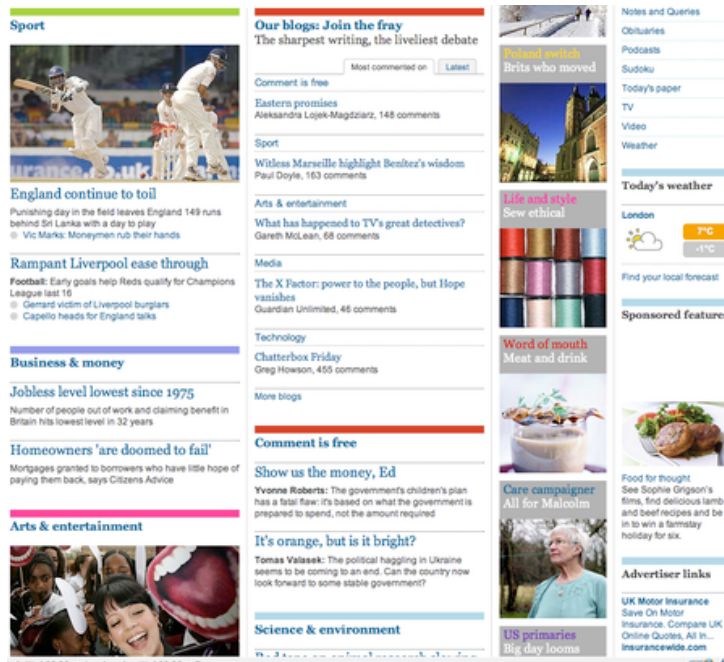 Sport
England continue to toil
Punishing day in the field leaves England 149 runs
behind Sri Lanka with a day to play
Vic Marks: Moneymen rub their hands
Rampant Liverpool ease through
Football: Early goals help Reds qualify for Champions
League last 16
Gerrard victim of Liverpool burglars
Capello heads for England talks
Business & money
Jobless level lowest since 1975
Number of people out of work and claiming benefit in
Britain hits lowest level in 32 years
Homeowners 'are doomed to fail'
Mortgages granted to borrowers who have little hope of
paying them back, says Citizens Advice
Arts & entertainment
Our blogs: Join the fray
The sharpest writing, the liveliest debate
Most commented on
Latest
Comment is free
Eastern promises
Aleksandra Lojek-Magdziarz, 148 comments
Sport
Witless Marseille highlight Benítez's wisdom
Paul Doyle, 163 comments
Arts & entertainment
What has happened to TV's great detectives?
Gareth McLean, 68 comments
Media
The X Factor: power to the people, but Hope
vanishes
Guardian Unlimited, 46 comments
Technology
Chatterbox Friday
Greg Howson, 455 comments
More blogs
Comment is free
Show us the money, Ed
Yvonne Roberts: The government's children's plan
has a fatal flaw: it's based on what the government is
prepared to spend, not the amount required
It's orange, but is it bright?
Tomas Valasek: The political haggling in Ukraine
seems to be coming to an end. Can the country now
look forward to some stable government?
Science & environment
Poland switch
Brits who moved
Life and style
Sew ethical
Word of mouth
Meat and drink
Care campaigner
All for Malcolm
US primaries
Big day looms
Notes and Queries
Obituaries
Podcasts
Sudoku
Today's paper
TV
Video
Weather
Today's weather
London
7°C
-1°C
Find your local forecast
Sponsored feature
Food for thought
See Sophie Grigson's
films, find delicious lamb
and beef recipes and be
in to win a farmstay
holiday for six.
Advertiser links
UK Motor Insurance
Save On Motor
Insurance. Compare UK
Online Quotes, All In...
insurancewide.com